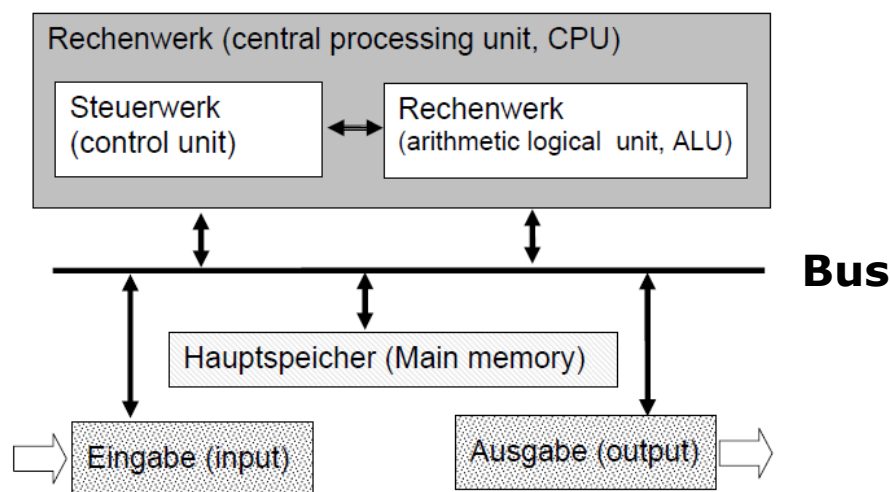 Rechenwerk (central processing unit, CPU)
Steuerwerk
(control unit)
Rechenwerk
(arithmetic logical unit, ALU)
Bus
Hauptspeicher (Main memory)
Eingabe (input)
Ausgabe (output)